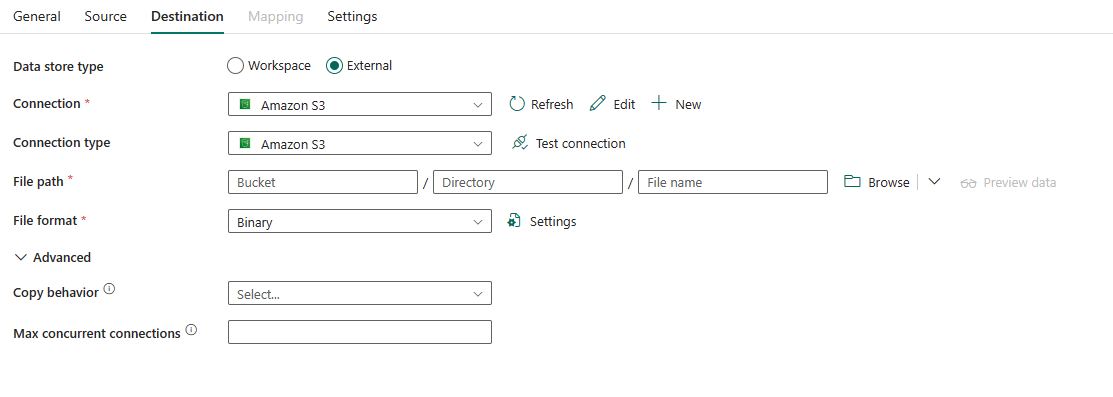 General Source Destination Mapping Settings
Data store type Workspace External
Connection * Amazon S3 Refresh Edit New
Connection type Amazon S3 Test connection
File path * Bucket / Directory / File name Browse Preview data
File format * Binary Settings
Advanced
Copy behavior Select...
Max concurrent connections